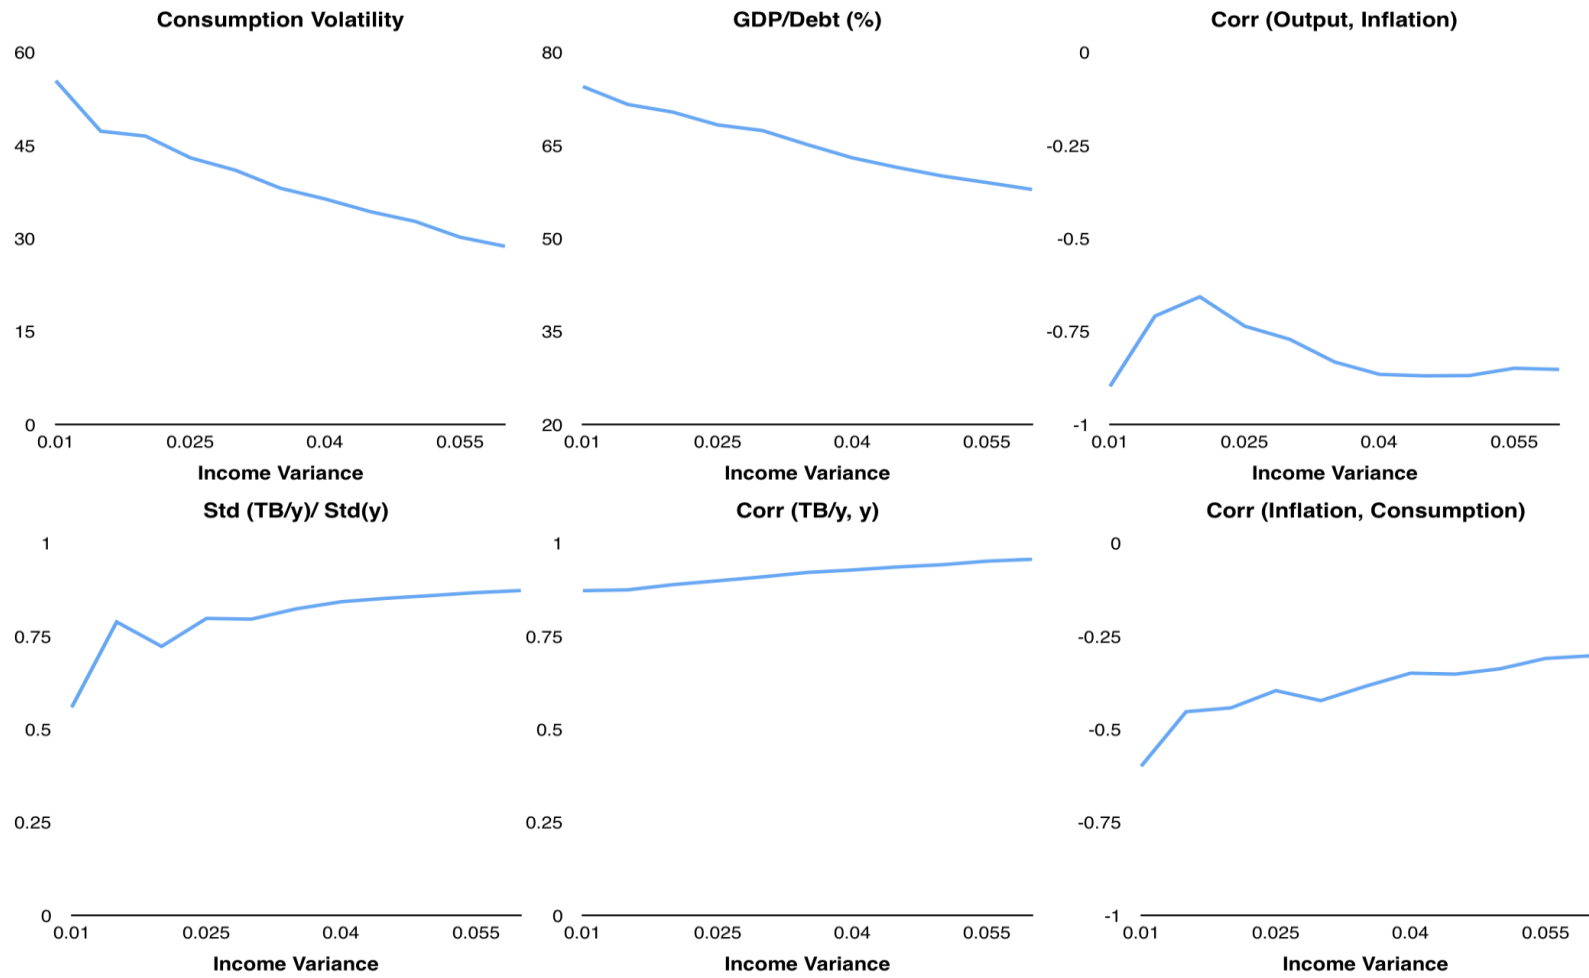 Consumption Volatility
60
45
30
15
0
0.01 0.025 0.04 0.055
Income Variance
GDP/Debt (%)
80
65
50
35
20
0.01 0.025 0.04 0.055
Income Variance
Corr (Output, Inflation)
0
-0.25
-0.5
-0.75
-1
0.01 0.025 0.04 0.055
Income Variance
Std (TB/y)/ Std(y)
1
0.75
0.5
0.25
0
0.01 0.025 0.04 0.055
Income Variance
Corr (TB/y, y)
1
0.75
0.5
0.25
0
0.01 0.025 0.04 0.055
Income Variance
Corr (Inflation, Consumption)
0
-0.25
-0.5
-0.75
-1
0.01 0.025 0.04 0.055
Income Variance